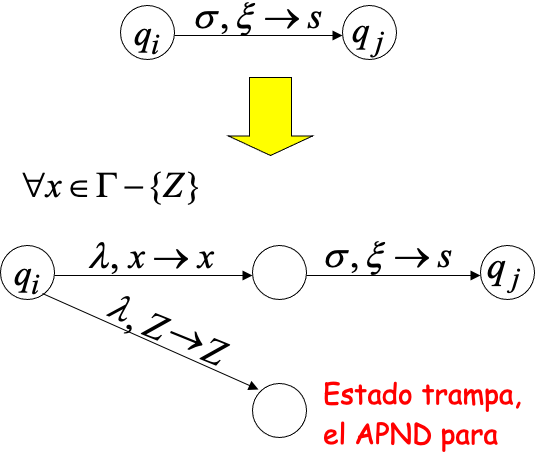 σ, ξ → s
q_i q_j
∀x ∈ Γ − {Z}
λ, x → x σ, ξ → s
q_i q_j
λ, Z → Z
Estado trampa,
el APND para